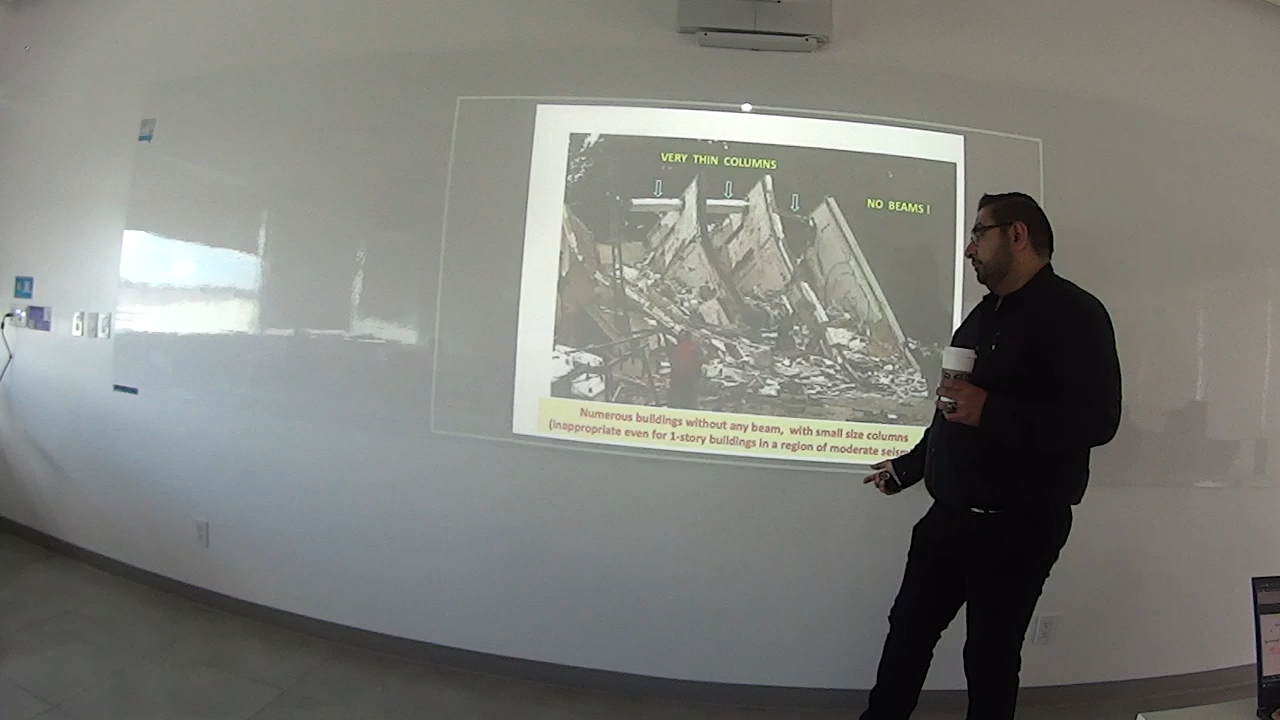 VERY THIN COLUMNS
NO BEAMS !
Numerous buildings without any beam, with small size columns
(inappropriate even for 1-story buildings in a region of moderate